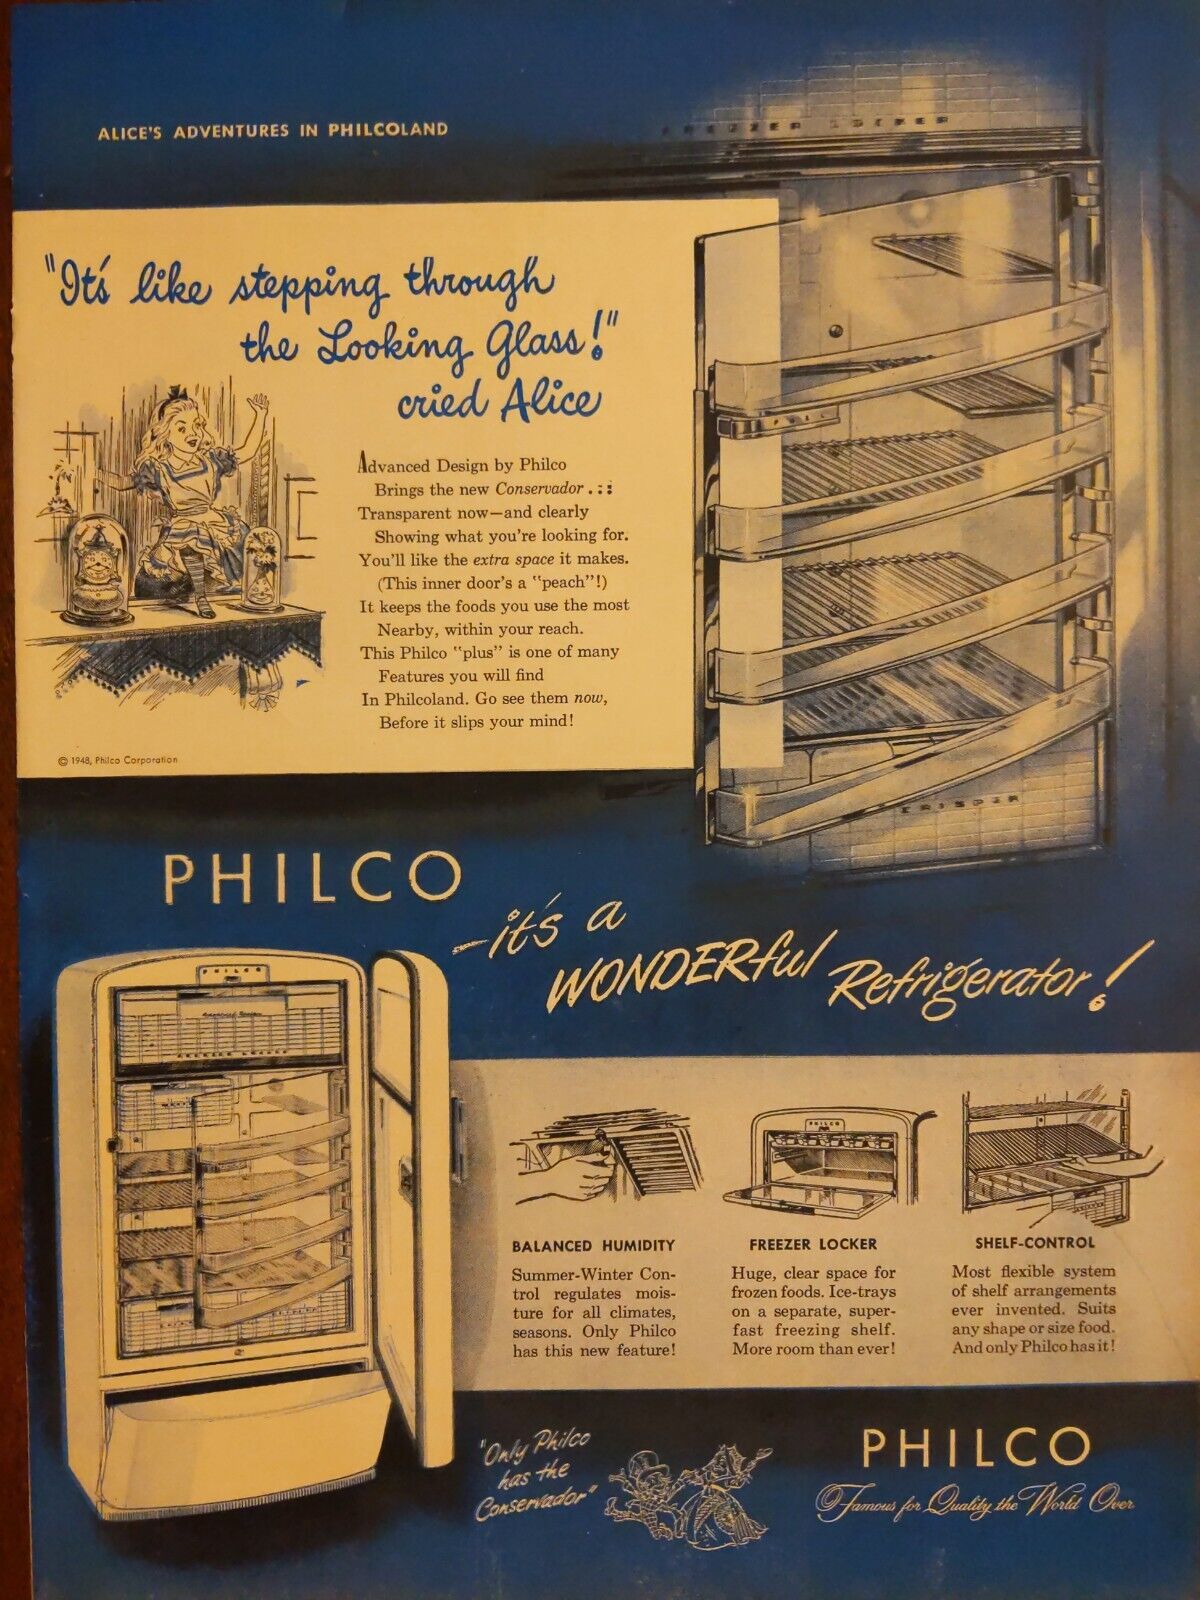 ALICE'S ADVENTURES IN PHILCOLAND
FREEZER LOCKER
"It's like stepping through
the Looking Glass!"
cried Alice
Advanced Design by Philco
Brings the new Conservador . : :
Transparent now—and clearly
Showing what you're looking for.
You'll like the extra space it makes.
(This inner door's a "peach"!)
It keeps the foods you use the most
Nearby, within your reach.
This Philco "plus" is one of many
Features you will find
In Philcoland. Go see them now,
Before it slips your mind!
© 1948, Philco Corporation
CRISPER
PHILCO
—it's a
WONDERful Refrigerator!
PHILCO
FREEZER LOCKER
MEAT
CRISPER
PHILCO
BALANCED HUMIDITY
Summer-Winter Con-
trol regulates mois-
ture for all climates,
seasons. Only Philco
has this new feature!
FREEZER LOCKER
Huge, clear space for
frozen foods. Ice-trays
on a separate, super-
fast freezing shelf.
More room than ever!
SHELF-CONTROL
Most flexible system
of shelf arrangements
ever invented. Suits
any shape or size food.
And only Philco has it!
"Only Philco
has the
Conservador"
PHILCO
Famous for Quality the World Over